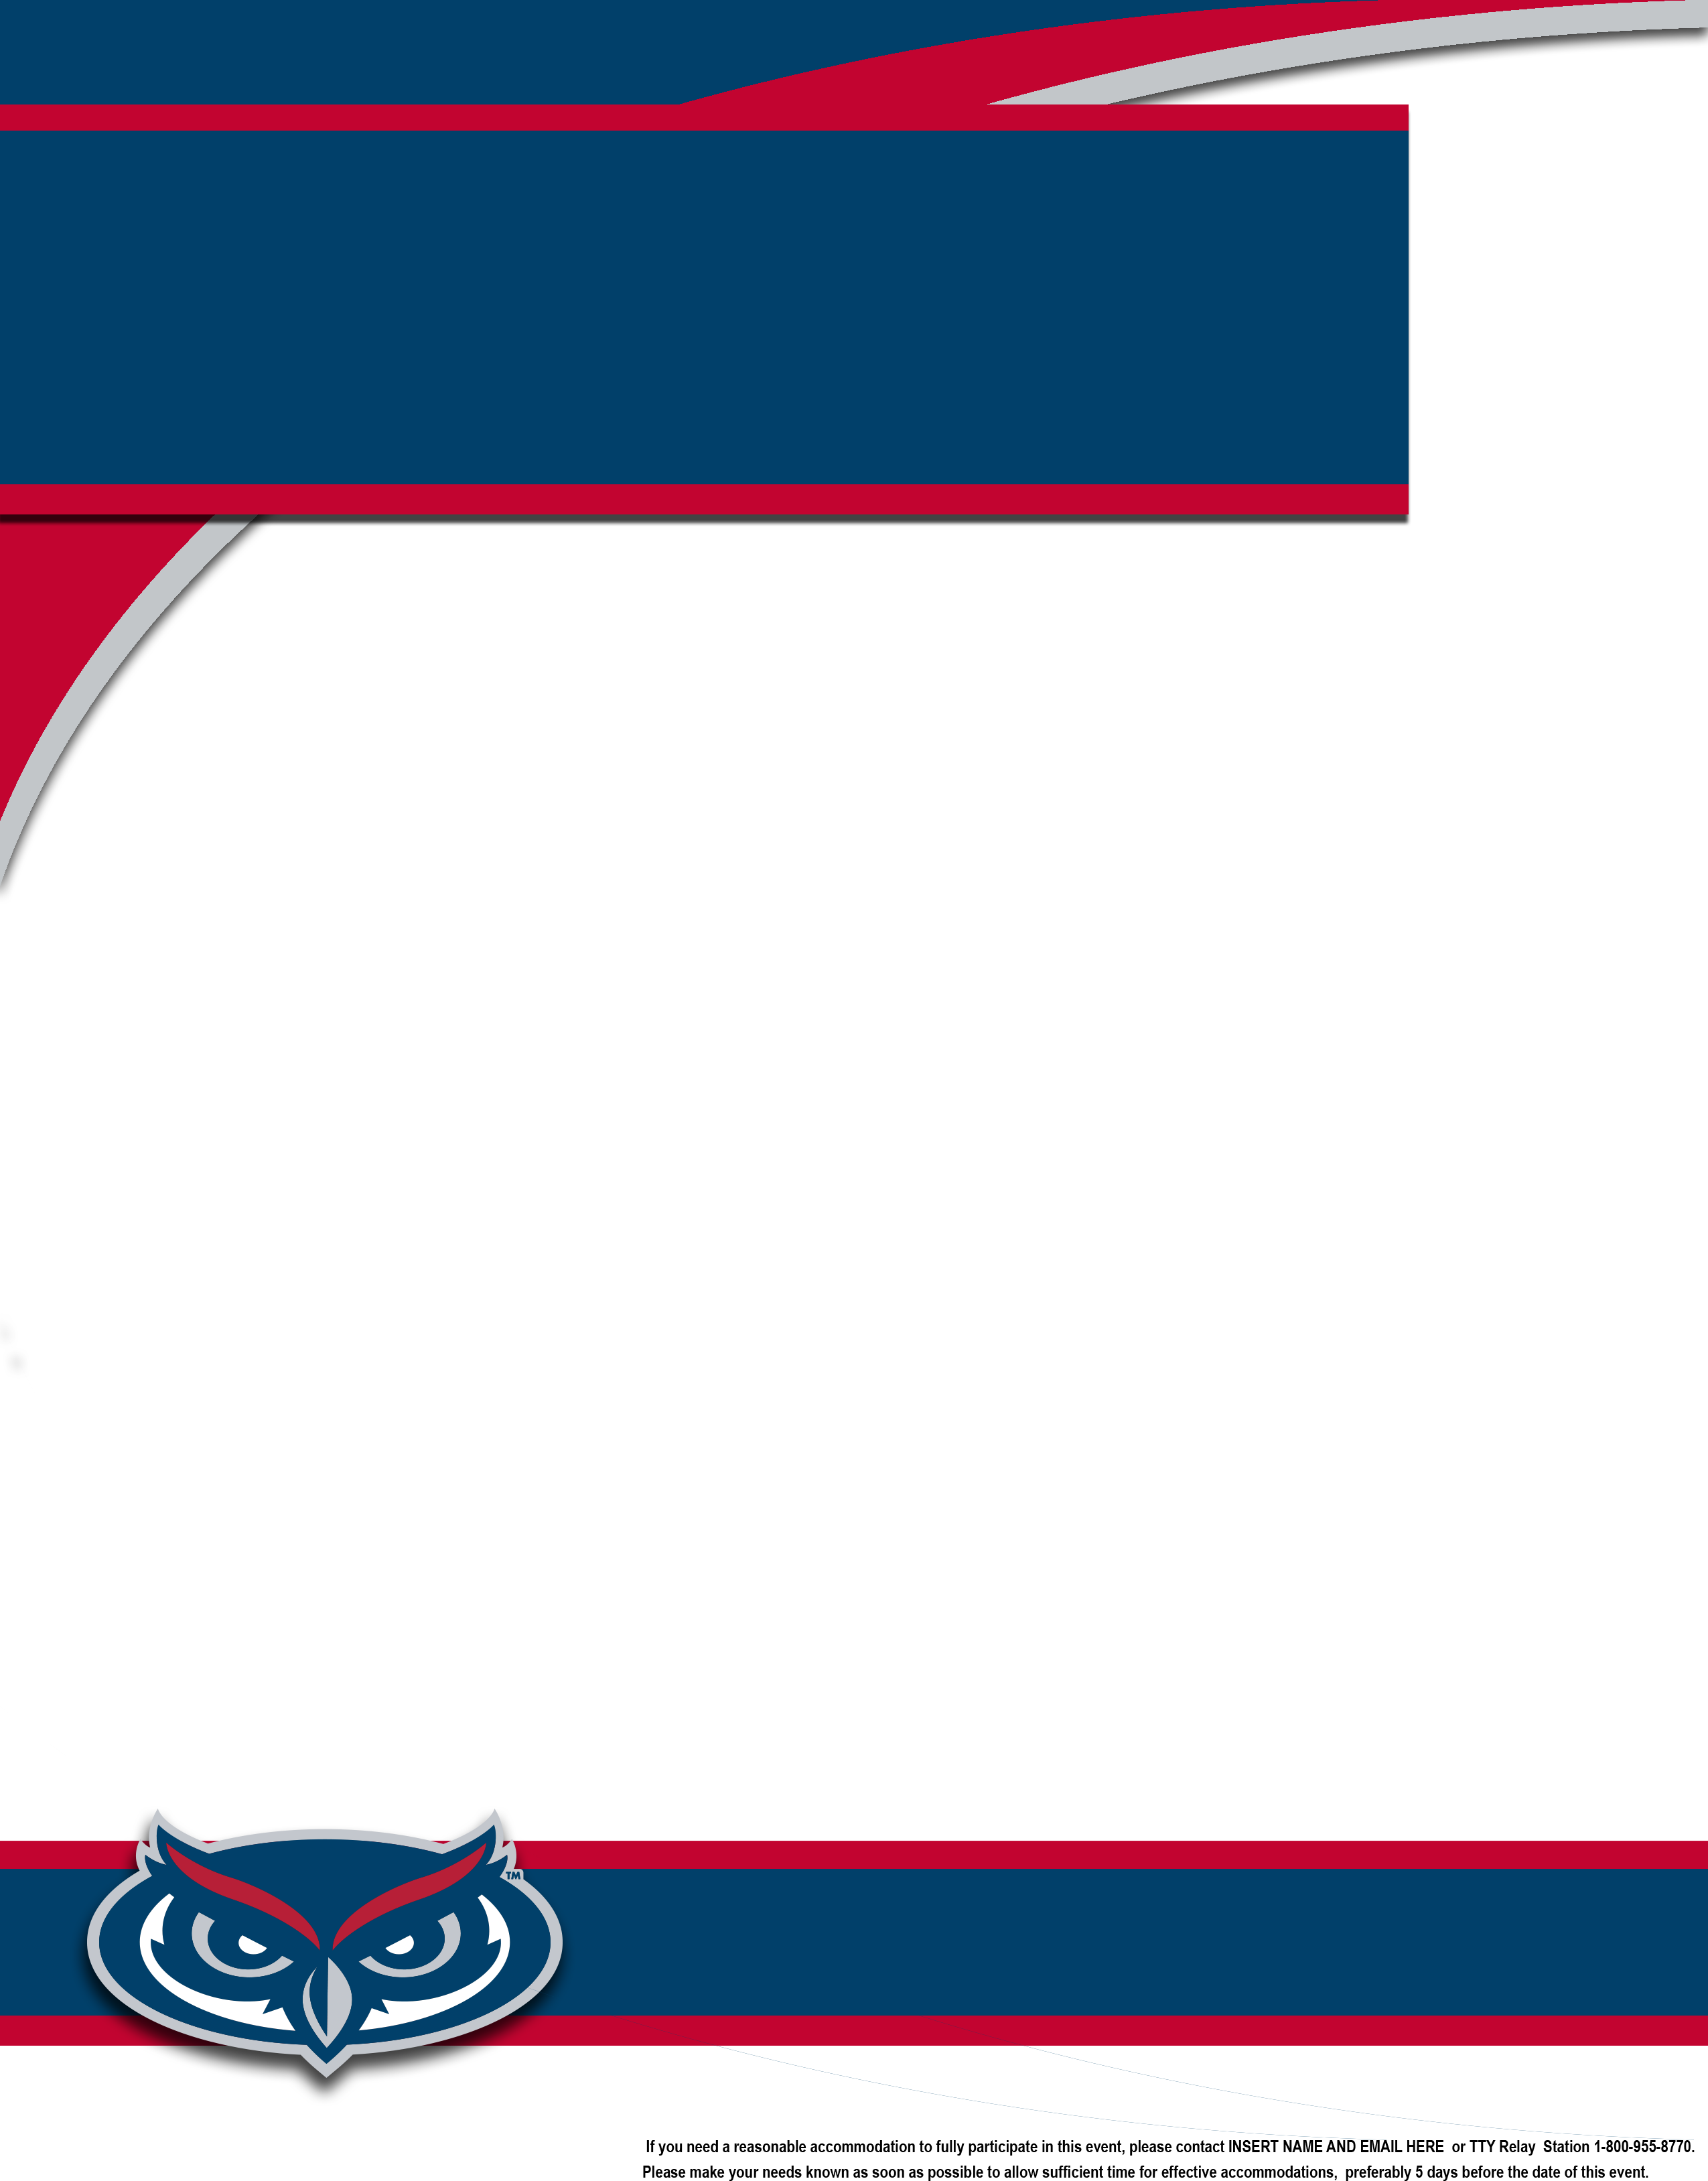 TM
If you need a reasonable accommodation to fully participate in this event, please contact INSERT NAME AND EMAIL HERE  or TTY Relay  Station 1-800-955-8770.
Please make your needs known as soon as possible to allow sufficient time for effective accommodations,  preferably 5 days before the date of this event.